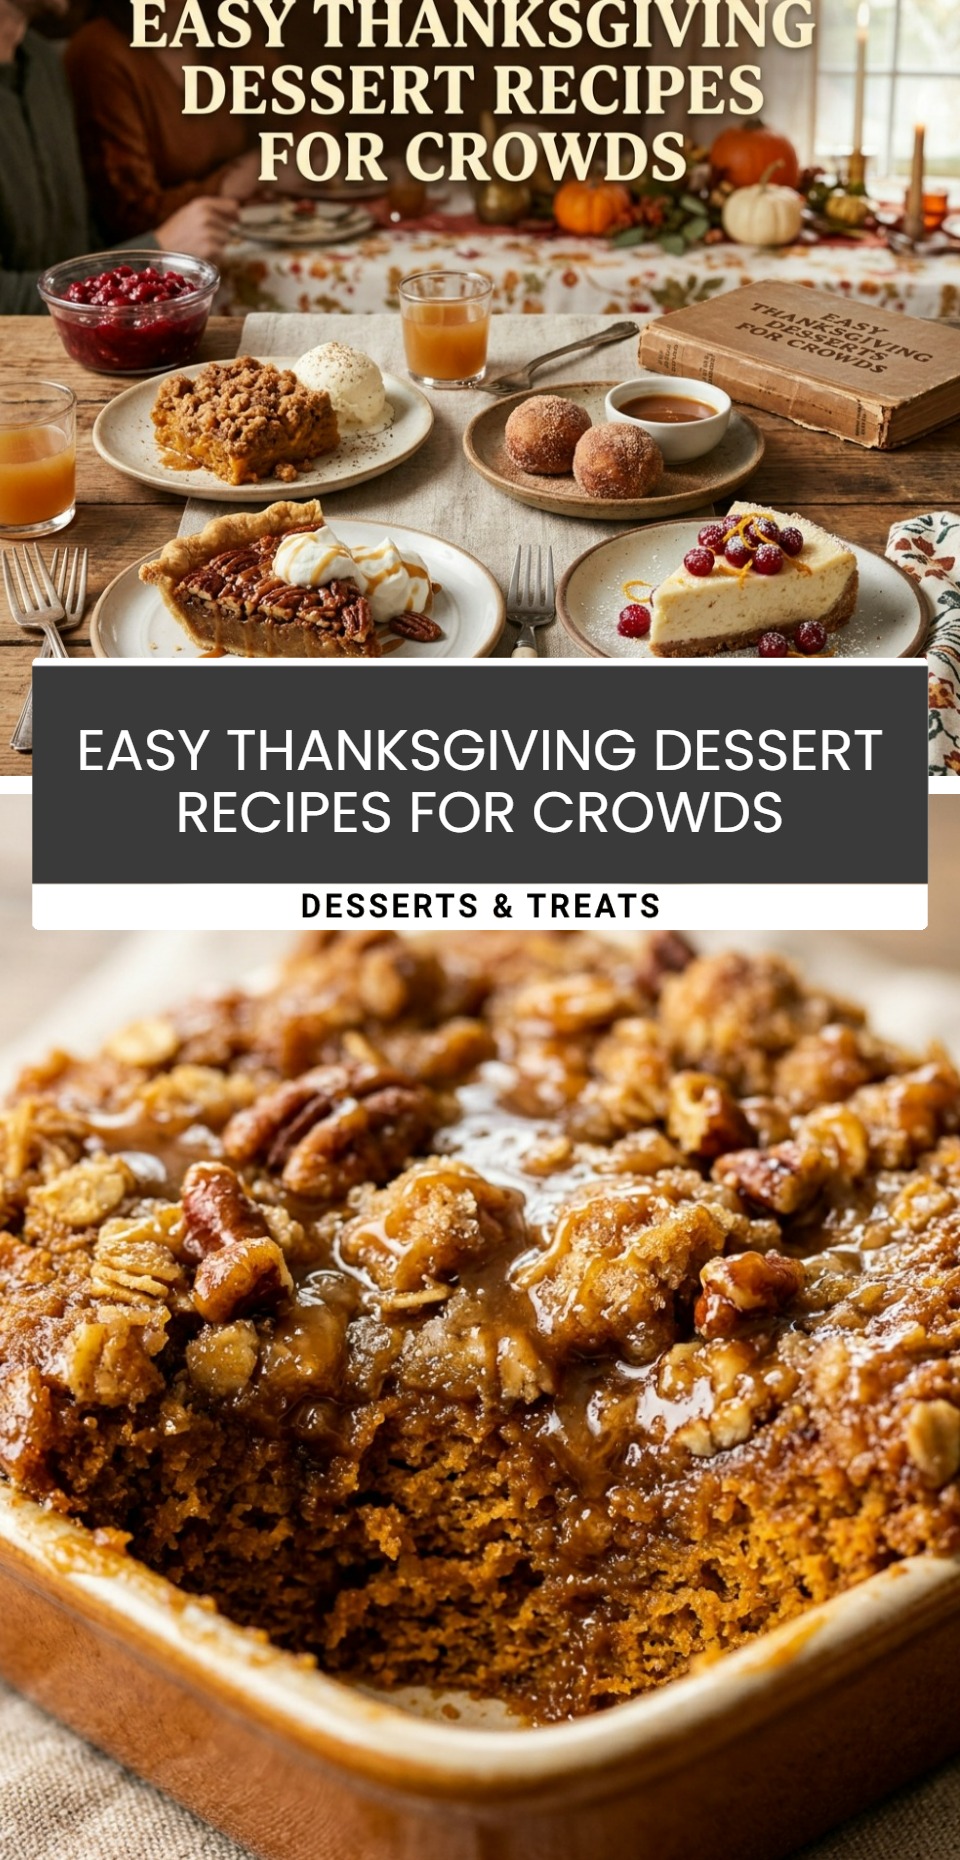 EASY THANKSGIVING
DESSERT RECIPES
FOR CROWDS
EASY
THANKSGIVING
DESSERTS
FOR CROWDS
EASY THANKSGIVING DESSERT
RECIPES FOR CROWDS
DESSERTS & TREATS